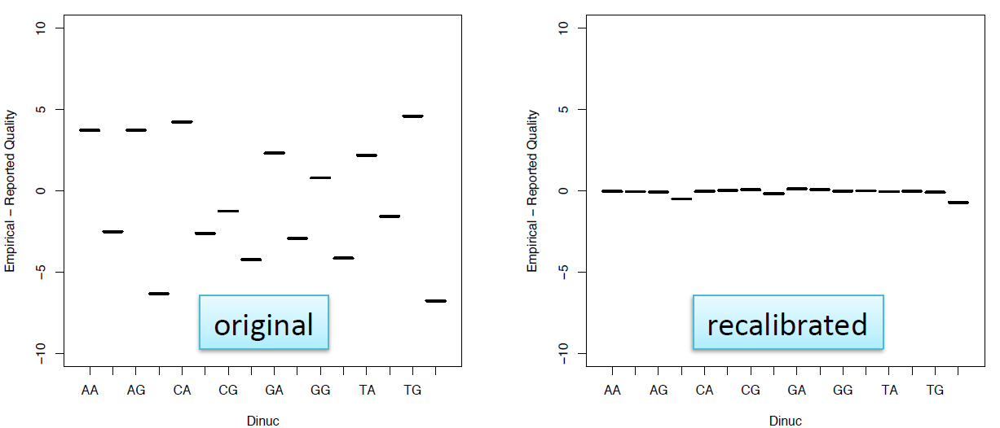 Empirical − Reported Quality
10
5
0
−5
−10
original
AA AG CA CG GA GG TA TG
Dinuc
Empirical − Reported Quality
10
5
0
−5
−10
recalibrated
AA AG CA CG GA GG TA TG
Dinuc